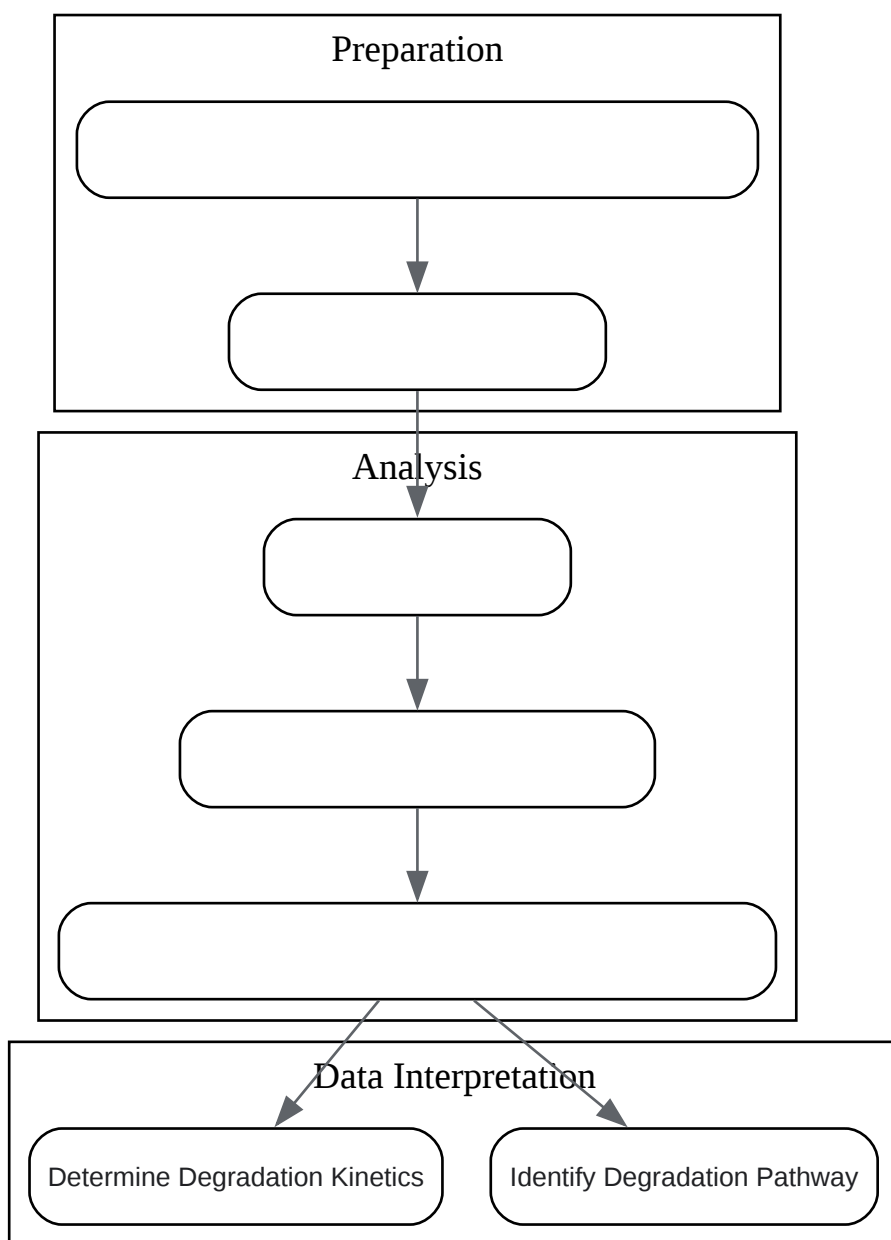 Preparation
Analysis
Data Interpretation
Determine Degradation Kinetics
Identify Degradation Pathway